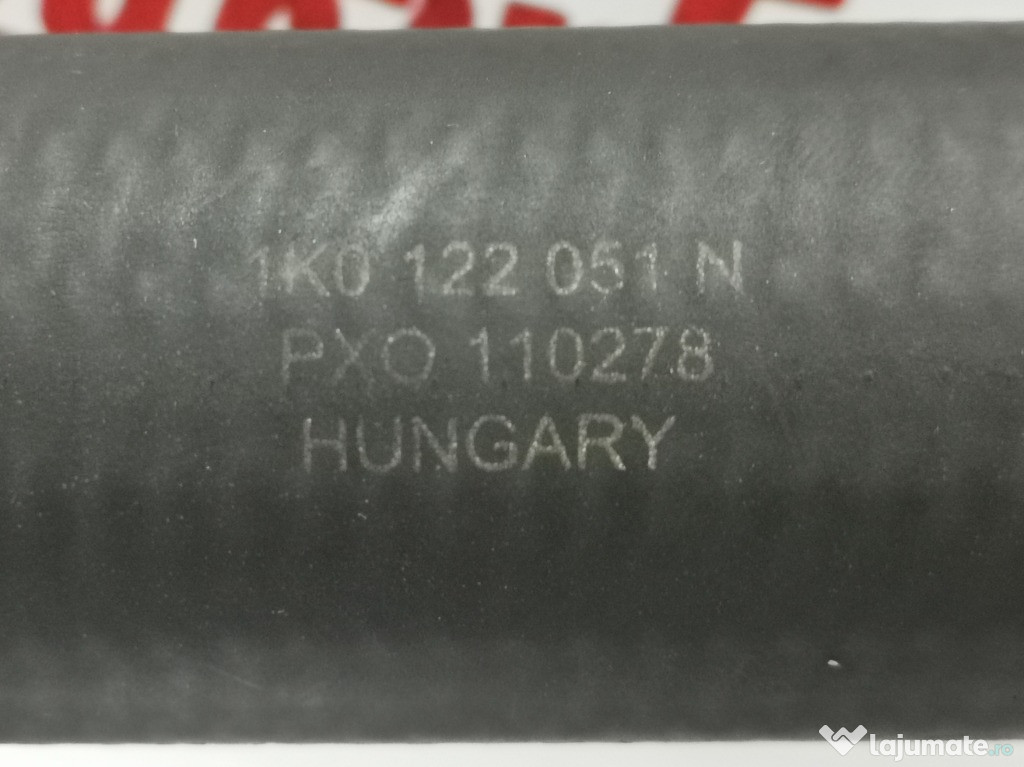 1K0 122 051 N
PXO 110278
HUNGARY
lajumate.ro